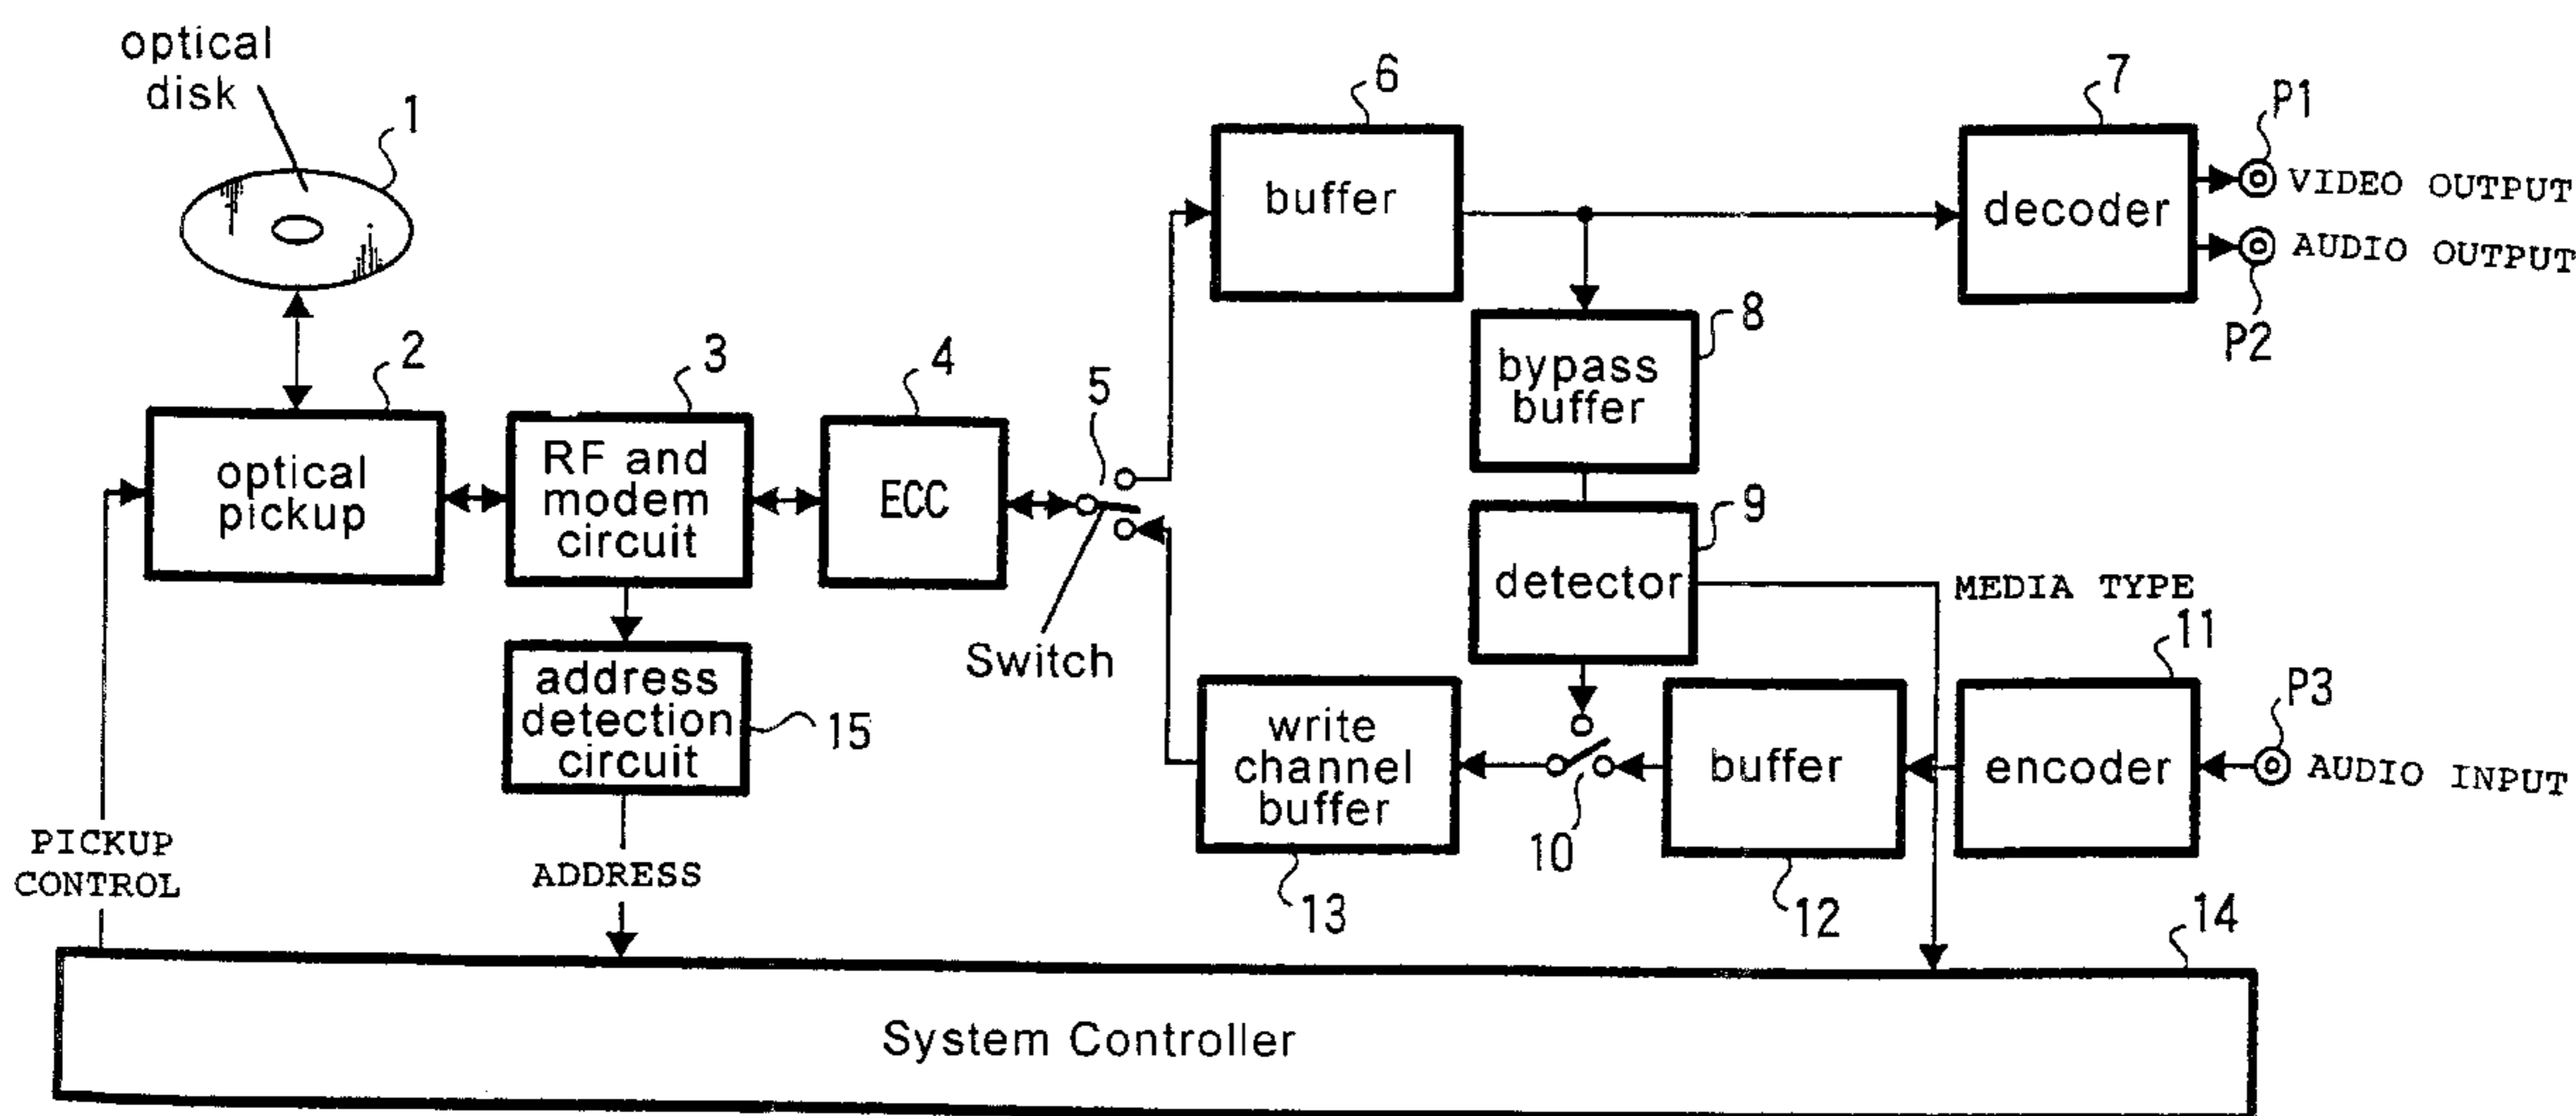 optical
disk
1
6
buffer
7
decoder
P1
VIDEO OUTPUT
AUDIO OUTPUT
P2
2
optical
pickup
3
RF and
modem
circuit
4
ECC
5
Switch
8
bypass
buffer
9
detector
MEDIA TYPE
15
address
detection
circuit
13
write
channel
buffer
10
12
buffer
11
encoder
P3
AUDIO INPUT
PICKUP
CONTROL
ADDRESS
14
System Controller